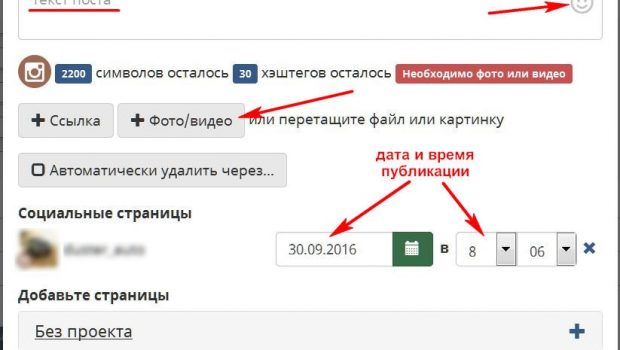 Текст поста
2200 символов осталось 30 хэштегов осталось Необходимо фото или видео
+ Ссылка + Фото/видео или перетащите файл или картинку
Автоматически удалить через...
дата и время
публикации
Социальные страницы
duster_auto
30.09.2016 в 8 06
Добавьте страницы
Без проекта